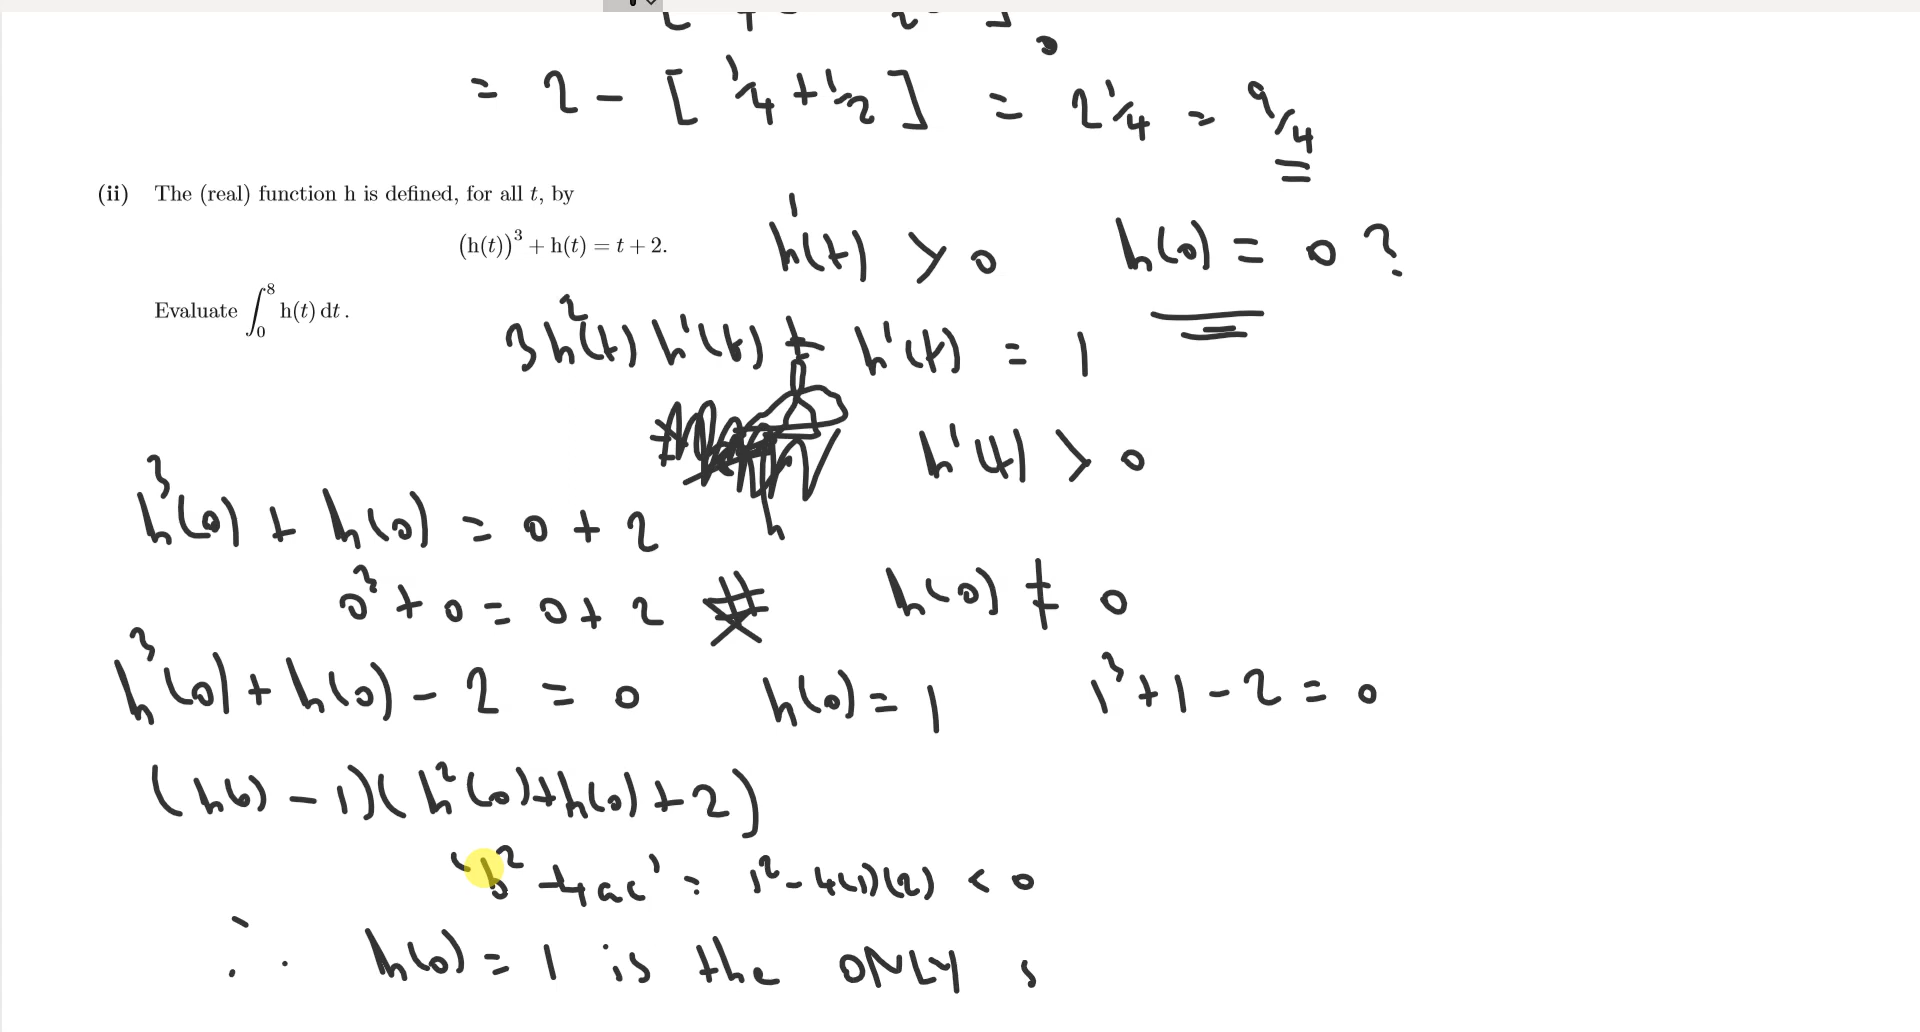 = 2 - [ 1/4 + 1/2 ] = 2 1/4 = 9/4
(ii) The (real) function h is defined, for all t, by
(h(t))³ + h(t) = t + 2.
h'(t) > 0 h(0) = 0 ?
Evaluate ∫₀⁸ h(t) dt.
3h²(t) h'(t) + h'(t) = 1
h'(t) > 0
h³(0) + h(0) = 0 + 2
h
0³ + 0 = 0 + 2 h(0) ≠ 0
h³(0) + h(0) - 2 = 0 h(0) = 1 1³ + 1 - 2 = 0
(h(0) - 1)(h²(0) + h(0) + 2)
'b² - 4ac' = 1² - 4(1)(2) < 0
∴ h(0) = 1 is the ONLY s